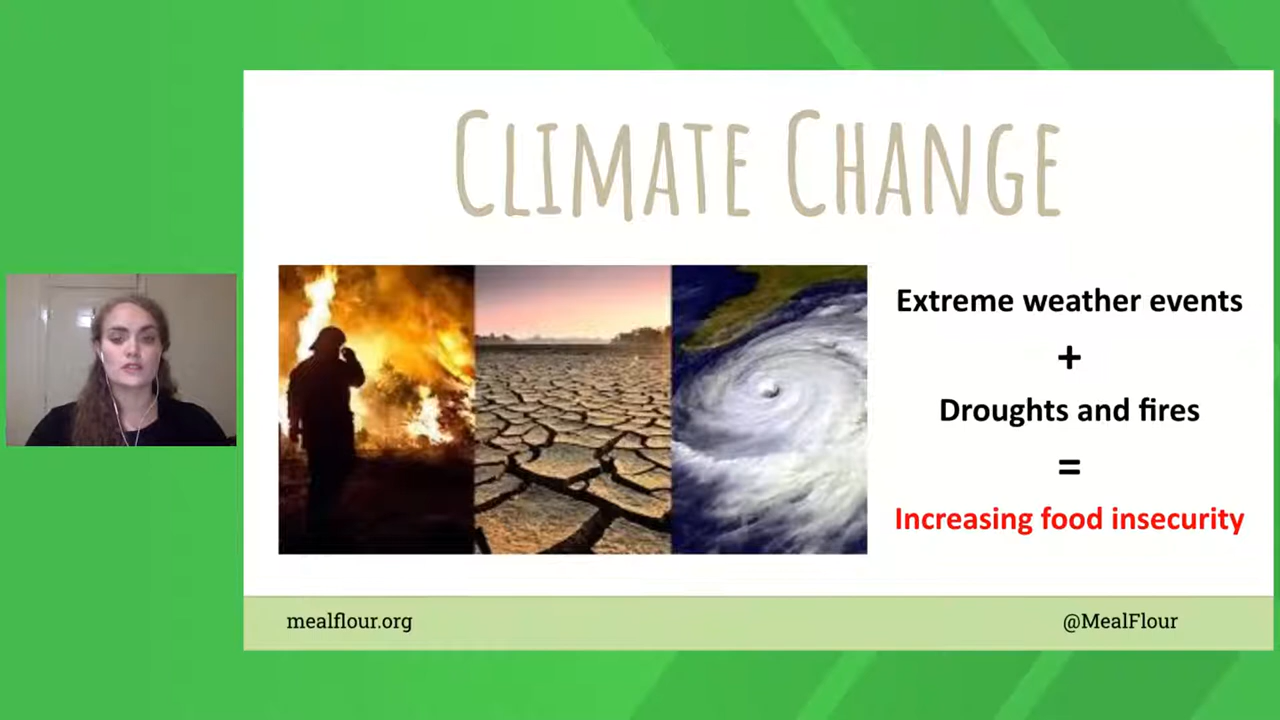 CLIMATE CHANGE
Extreme weather events
+
Droughts and fires
=
Increasing food insecurity
mealflour.org
@MealFlour